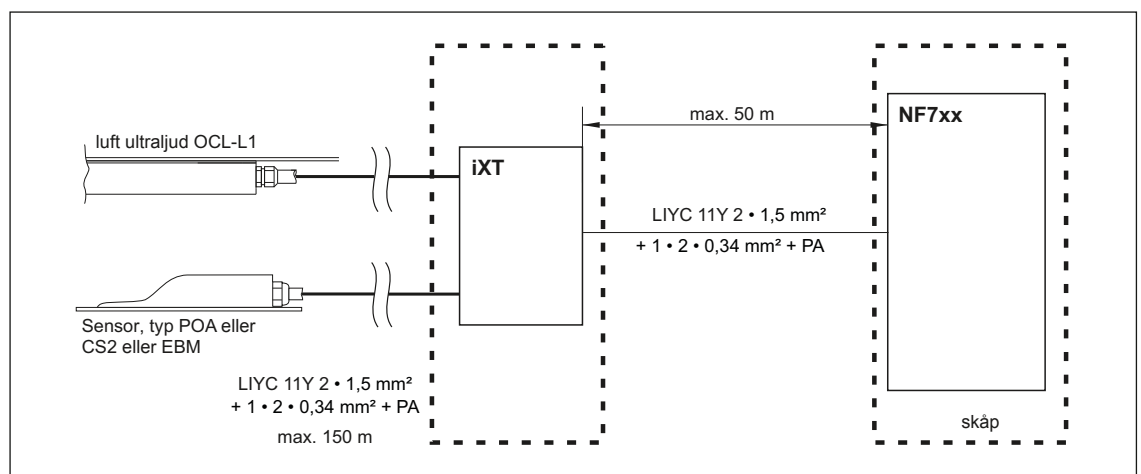 luft ultraljud OCL-L1
iXT
max. 50 m
NF7xx
LIYC 11Y 2 • 1,5 mm²
+ 1 • 2 • 0,34 mm² + PA
Sensor, typ POA eller
CS2 eller EBM
LIYC 11Y 2 • 1,5 mm²
+ 1 • 2 • 0,34 mm² + PA
max. 150 m
skåp